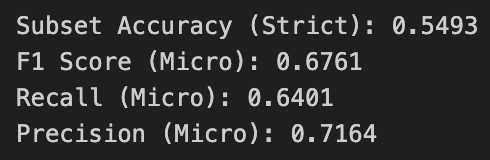 Subset Accuracy (Strict): 0.5493
F1 Score (Micro): 0.6761
Recall (Micro): 0.6401
Precision (Micro): 0.7164